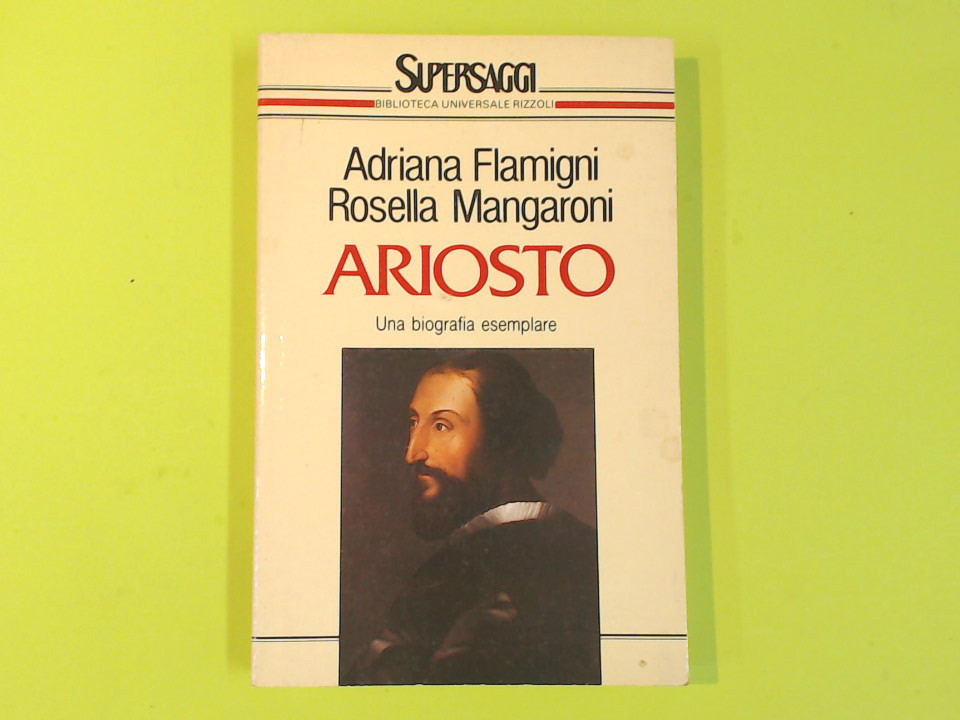 SUPERSAGGI
BIBLIOTECA UNIVERSALE RIZZOLI
Adriana Flamigni
Rosella Mangaroni
ARIOSTO
Una biografia esemplare